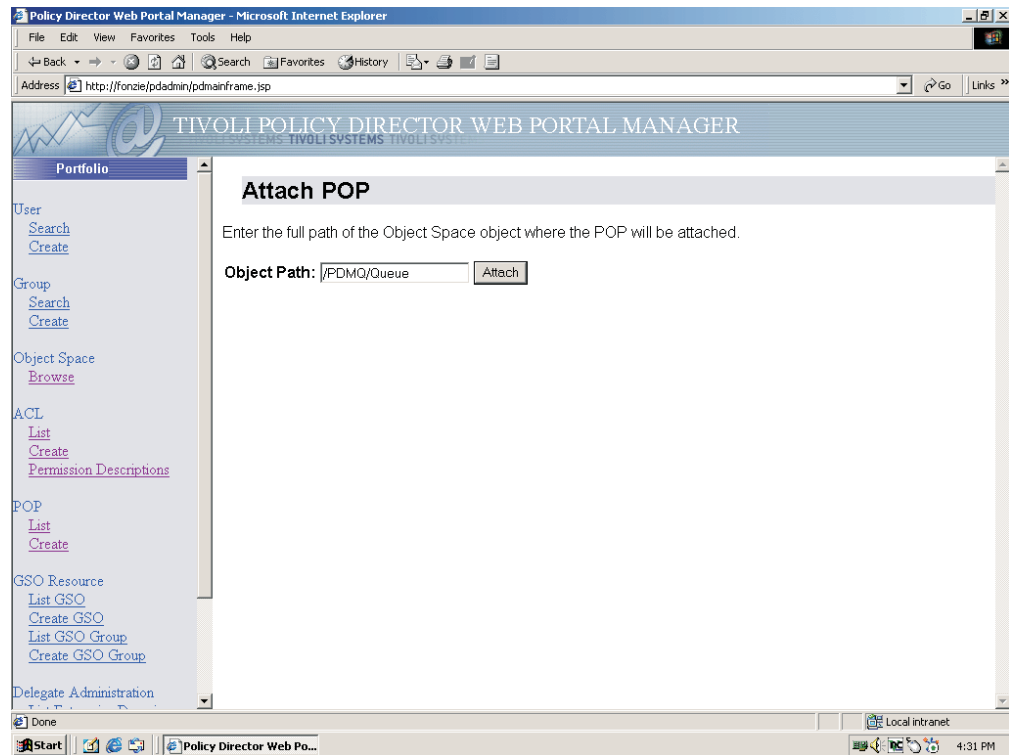 Policy Director Web Portal Manager - Microsoft Internet Explorer
File Edit View Favorites Tools Help
Back Search Favorites History
Address http://fonzie/pdadmin/pdmainframe.jsp Go Links »
TIVOLI POLICY DIRECTOR WEB PORTAL MANAGER
TIVOLI SYSTEMS
Portfolio
User
Search
Create
Group
Search
Create
Object Space
Browse
ACL
List
Create
Permission Descriptions
POP
List
Create
GSO Resource
List GSO
Create GSO
List GSO Group
Create GSO Group
Delegate Administration
Attach POP
Enter the full path of the Object Space object where the POP will be attached.
Object Path: /PDMQ/Queue Attach
Done Local intranet
Start Policy Director Web Po... 4:31 PM